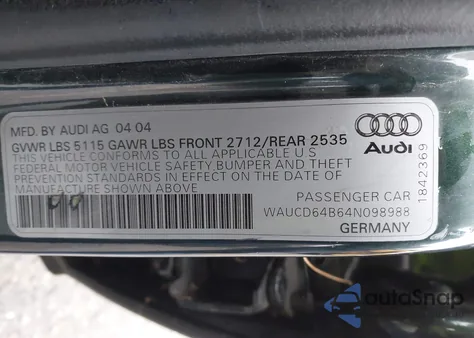 MFD. BY AUDI AG 04 04
GVWR LBS 5115 GAWR LBS FRONT 2712/REAR 2535
THIS VEHICLE CONFORMS TO ALL APPLICABLE U S
FEDERAL MOTOR VEHICLE SAFETY, BUMPER AND THEFT
PREVENTION STANDARDS IN EFFECT ON THE DATE OF
MANUFACTURE SHOWN ABOVE
Audi
1842369
PASSENGER CAR
WAUCD64B64N098988
GERMANY
autoSnap